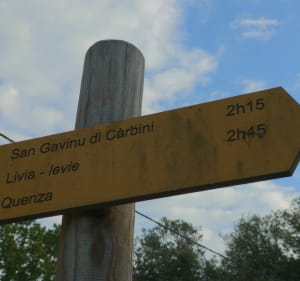 San Gavinu di Càrbini 2h15
Livia - levie 2h45
Quenza